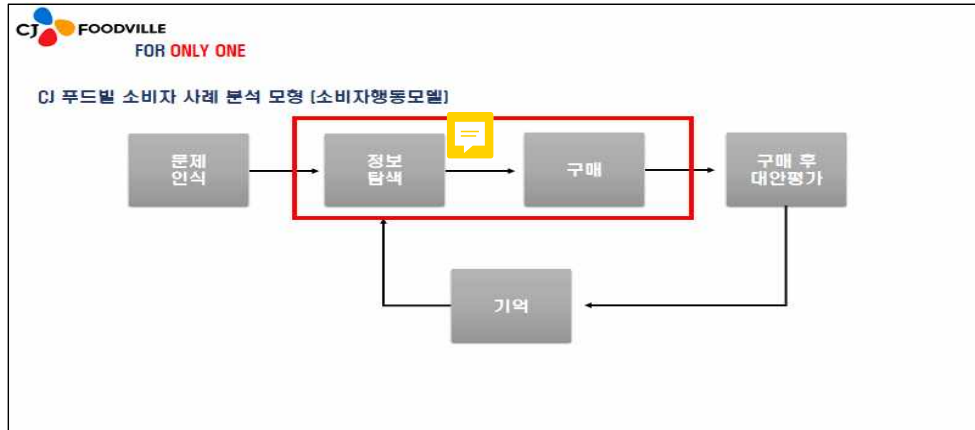 CJ FOODVILLE
FOR ONLY ONE
CJ 푸드빌 소비자 사례 분석 모형 [소비자행동모델]
문제
인식
정보
탐색
구매
구매 후
대안평가
기억